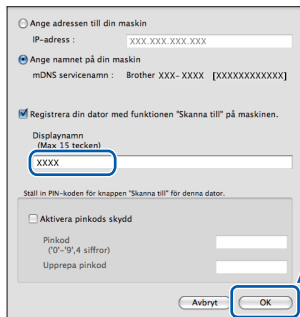 Ange adressen till din maskin
IP-adress : XXX.XXX.XXX.XXX
Ange namnet på din maskin
mDNS servicenamn : Brother XXX-XXXX [XXXXXXXXXXXX]
Registrera din dator med funktionen "Skanna till" på maskinen.
Displaynamn
(Max 15 tecken)
XXXX
Ställ in PIN-koden för knappen "Skanna till" för denna dator.
Aktivera pinkods skydd
Pinkod
('0'-'9',4 siffror)
Upprepa pinkod
Avbryt OK